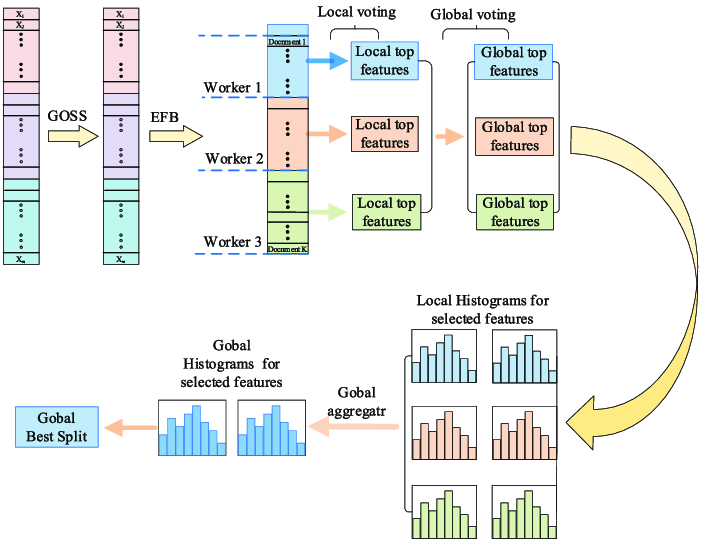 X₁
X₂
Xₘ
GOSS
X₁
X₂
Xₘ
EFB
Worker 1
Worker 2
Worker 3
Document 1
Document K
Local voting
Global voting
Local top
features
Local top
features
Local top
features
Global top
features
Global top
features
Global top
features
Local Histograms for
selected features
Gobal
aggregatr
Gobal
Histograms for
selected features
Gobal
Best Split